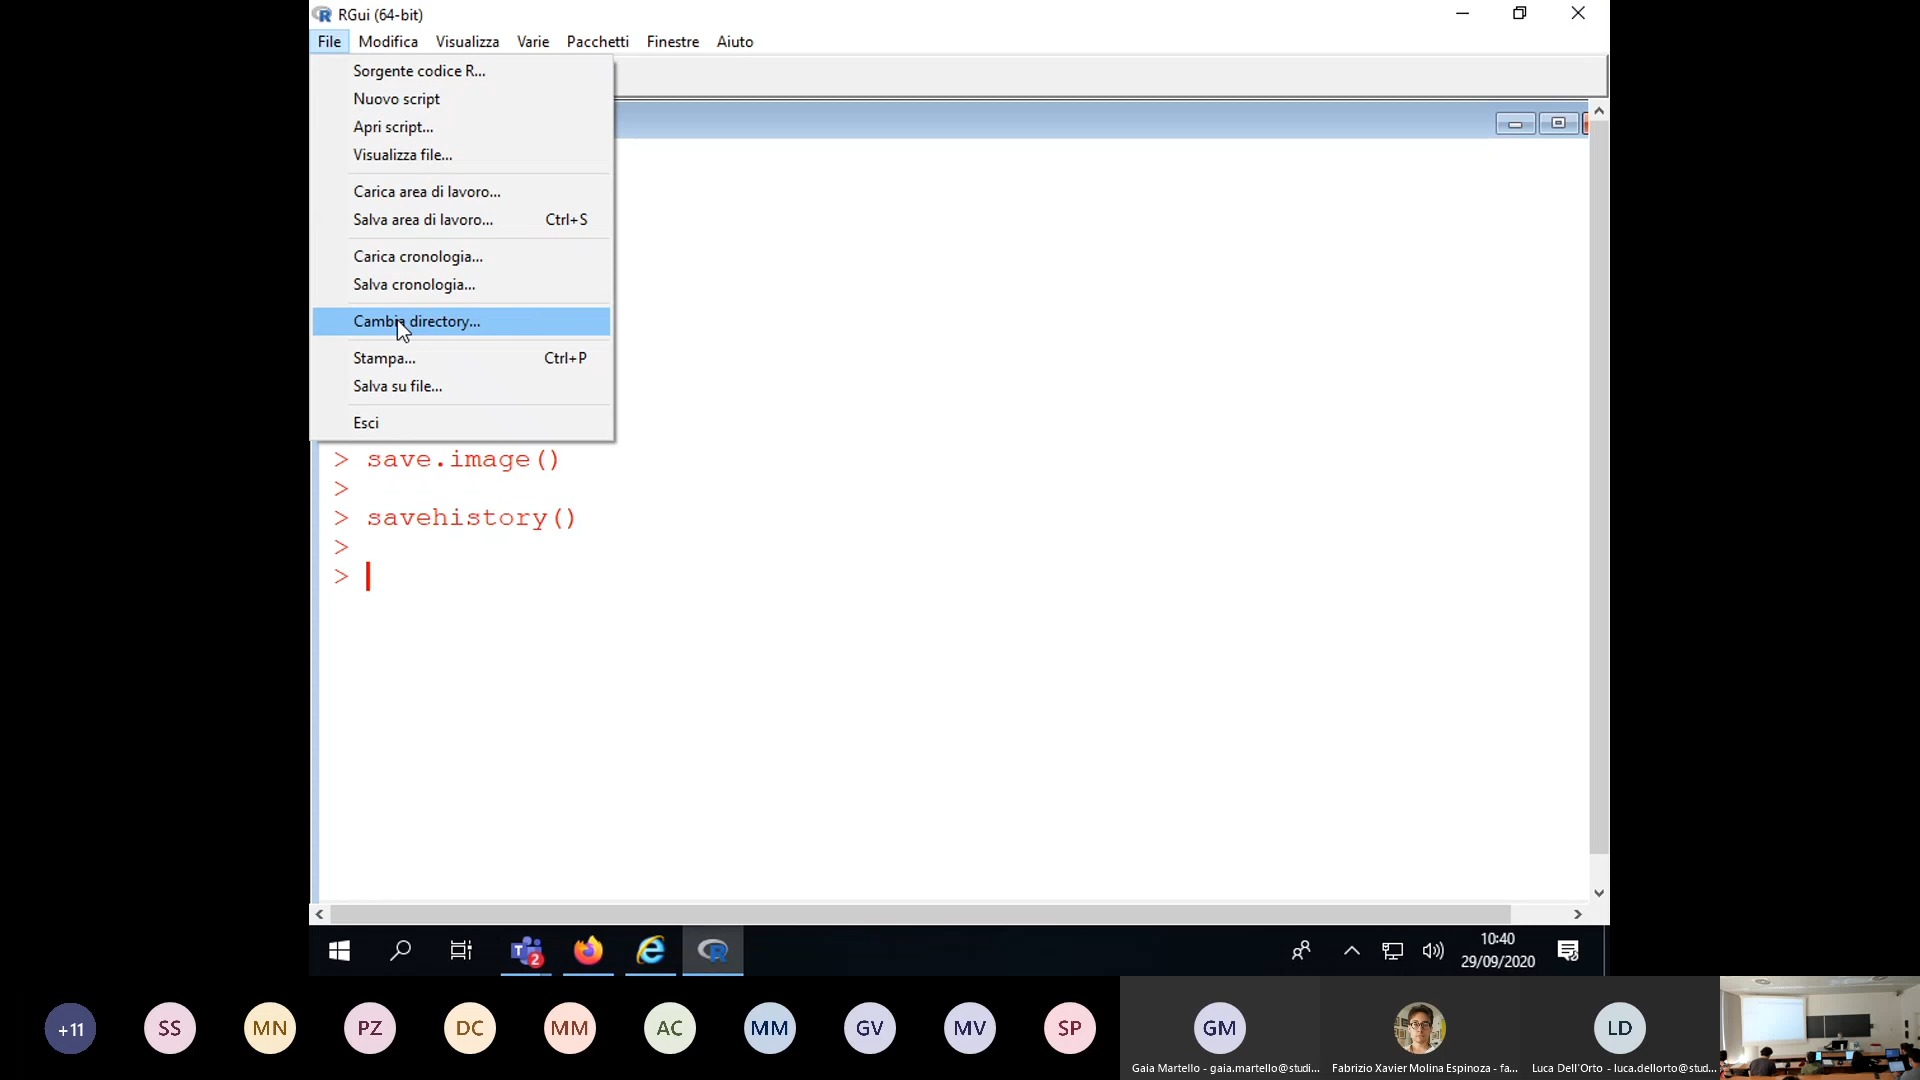 RGui (64-bit)
File Modifica Visualizza Varie Pacchetti Finestre Aiuto
Sorgente codice R...
Nuovo script
Apri script...
Visualizza file...
Carica area di lavoro...
Salva area di lavoro... Ctrl+S
Carica cronologia...
Salva cronologia...
Cambia directory...
Stampa... Ctrl+P
Salva su file...
Esci
> save.image()
>
> savehistory()
>
>
2
10:40
29/09/2020
+11 SS MN PZ DC MM AC MM GV MV SP GM LD
Gaia Martello - gaia.martello@studi... Fabrizio Xavier Molina Espinoza - fa... Luca Dell'Orto - luca.dellorto@stud...